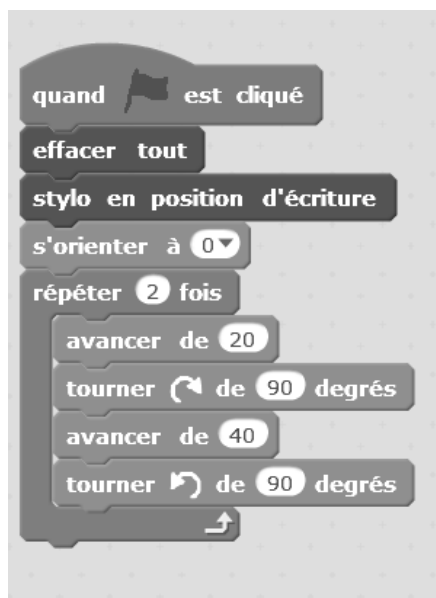 quand est cliqué
effacer tout
stylo en position d'écriture
s'orienter à 0
répéter 2 fois
avancer de 20
tourner de 90 degrés
avancer de 40
tourner de 90 degrés